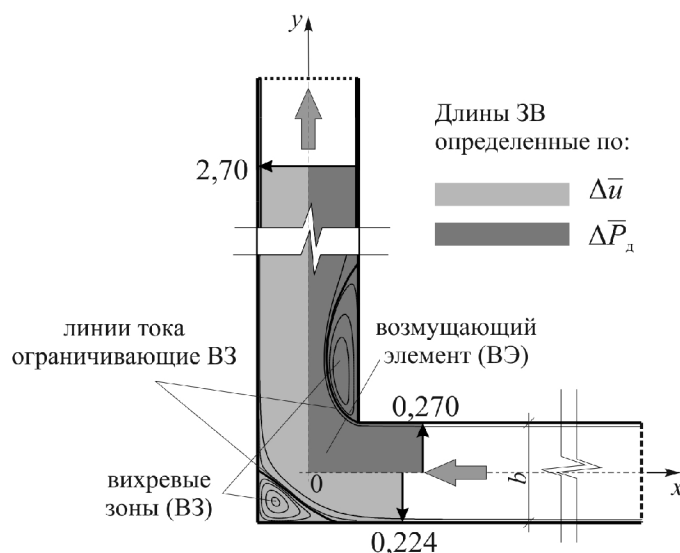 y
Длины ЗВ
определенные по:
2,70
Δu̅
ΔP̅д
линии тока
ограничивающие ВЗ
возмущающий
элемент (ВЭ)
0,270
вихревые
зоны (ВЗ)
0
b
x
0,224